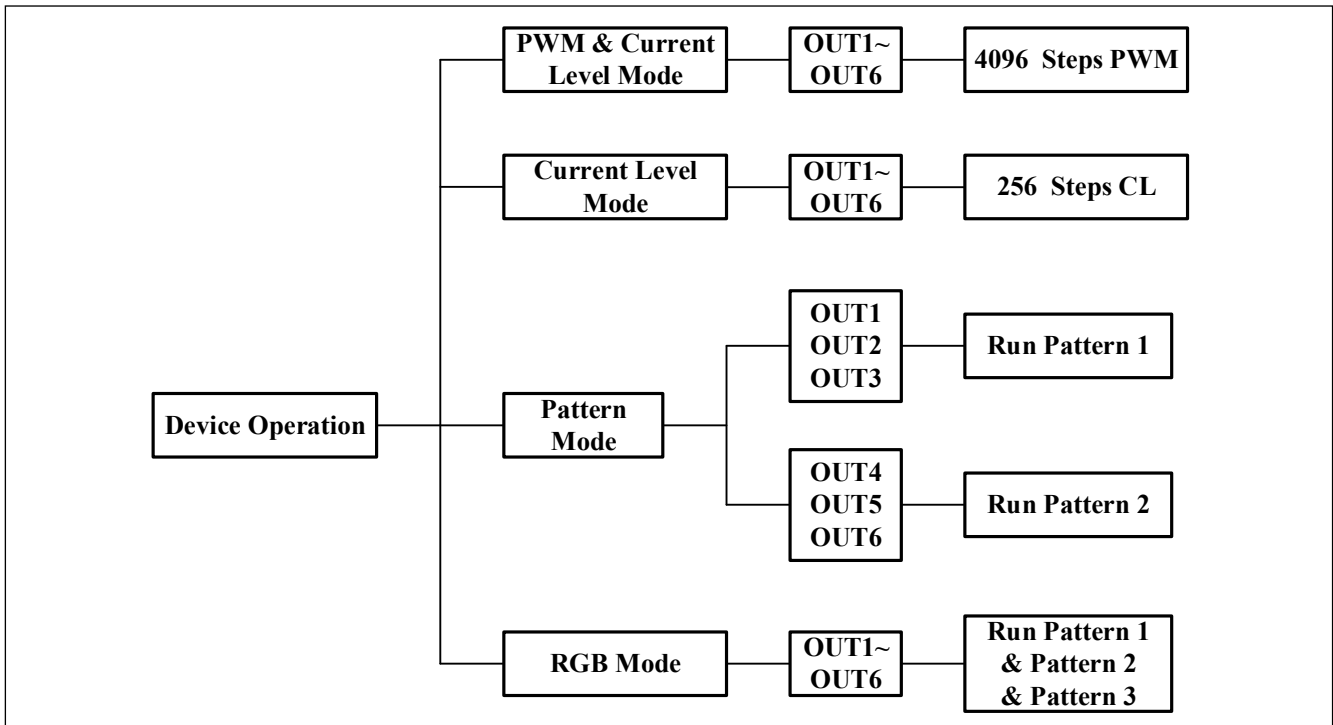 PWM & Current
Level Mode
OUT1~
OUT6
4096 Steps PWM
Current Level
Mode
OUT1~
OUT6
256 Steps CL
Device Operation
Pattern
Mode
OUT1
OUT2
OUT3
Run Pattern 1
OUT4
OUT5
OUT6
Run Pattern 2
RGB Mode
OUT1~
OUT6
Run Pattern 1
& Pattern 2
& Pattern 3